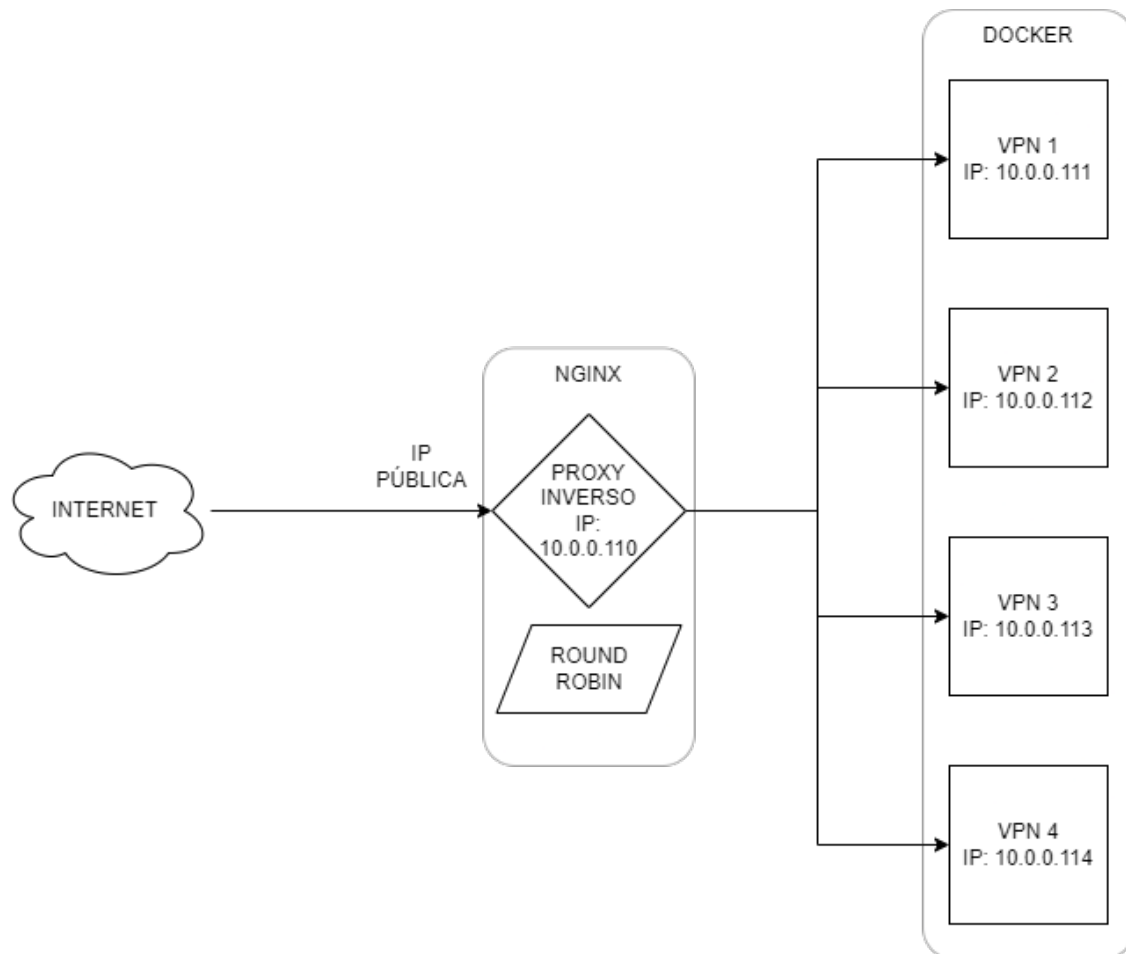 DOCKER
VPN 1
IP: 10.0.0.111
VPN 2
IP: 10.0.0.112
NGINX
IP
PÚBLICA
PROXY
INVERSO
IP:
10.0.0.110
INTERNET
ROUND
ROBIN
VPN 3
IP: 10.0.0.113
VPN 4
IP: 10.0.0.114